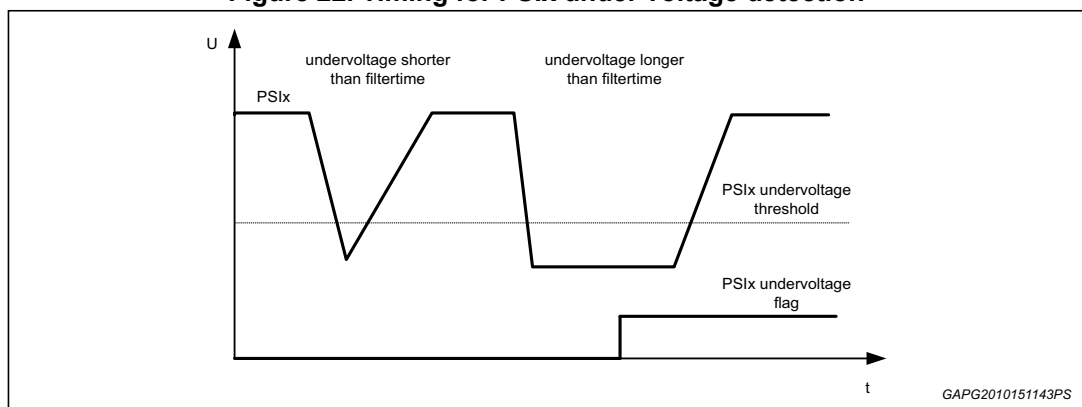 Figure 22. Timing for PSIx under voltage detection
U
undervoltage shorter
than filtertime
undervoltage longer
than filtertime
PSIx
PSIx undervoltage
threshold
PSIx undervoltage
flag
t
GAPG2010151143PS